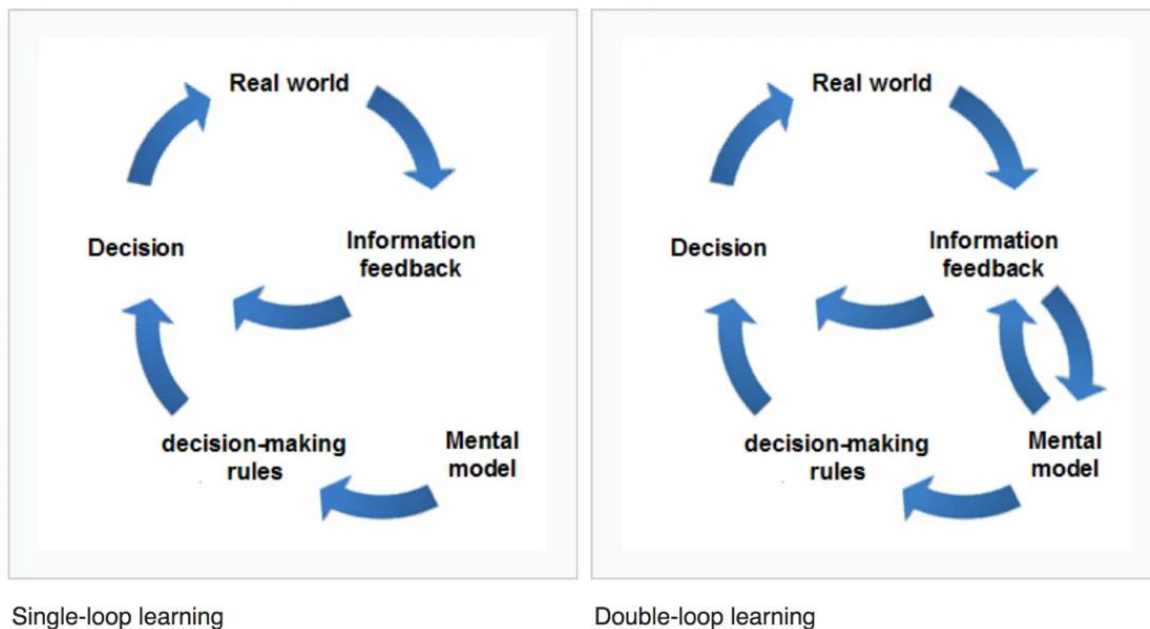 Real world
Decision
Information
feedback
decision-making
rules
Mental
model
Single-loop learning
Real world
Decision
Information
feedback
decision-making
rules
Mental
model
Double-loop learning